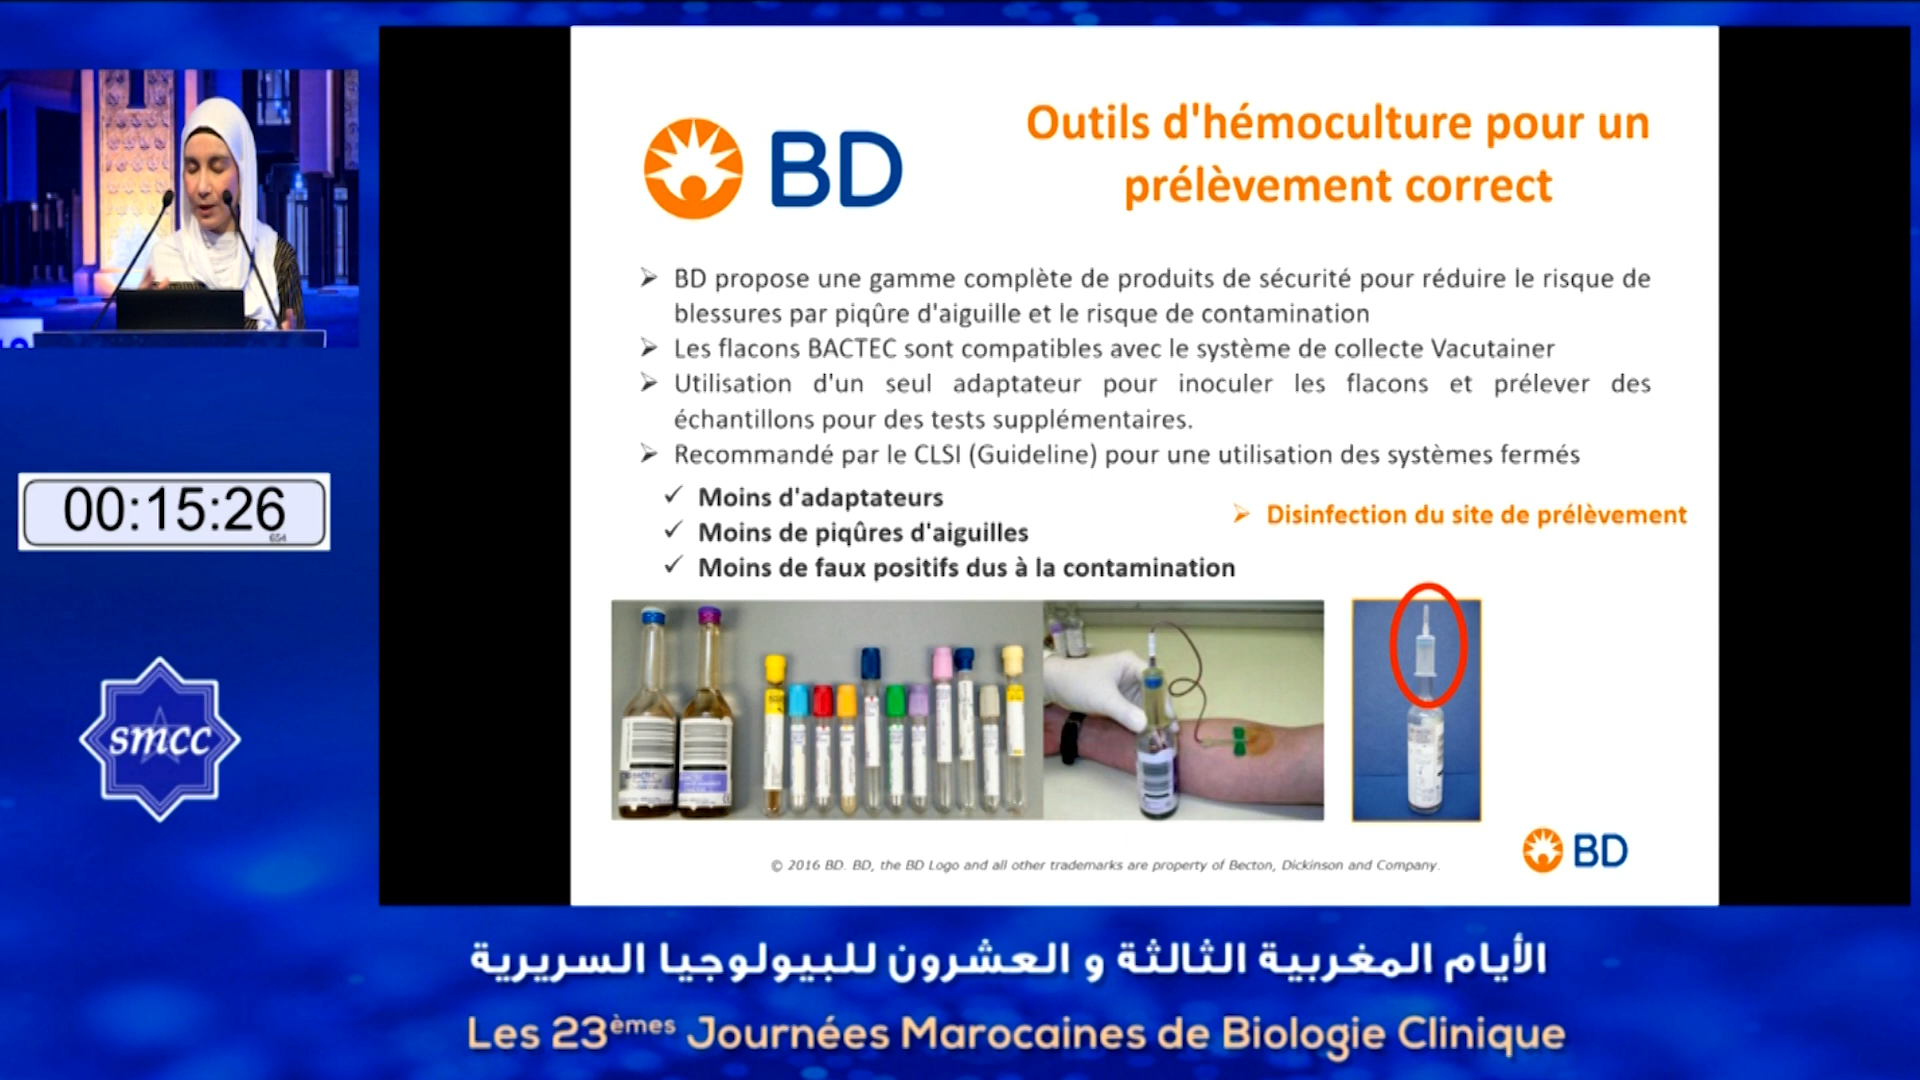 BD
Outils d'hémoculture pour un
prélèvement correct
➢ BD propose une gamme complète de produits de sécurité pour réduire le risque de
blessures par piqûre d'aiguille et le risque de contamination
➢ Les flacons BACTEC sont compatibles avec le système de collecte Vacutainer
➢ Utilisation d'un seul adaptateur pour inoculer les flacons et prélever des
échantillons pour des tests supplémentaires.
➢ Recommandé par le CLSI (Guideline) pour une utilisation des systèmes fermés
✓ Moins d'adaptateurs
✓ Moins de piqûres d'aiguilles
✓ Moins de faux positifs dus à la contamination
➢ Disinfection du site de prélèvement
© 2016 BD. BD, the BD Logo and all other trademarks are property of Becton, Dickinson and Company.
BD
00:15:26
654
smcc
الأيام المغربية الثالثة و العشرون للبيولوجيا السريرية
Les 23èmes Journées Marocaines de Biologie Clinique